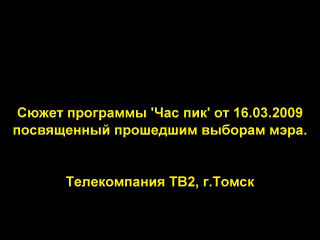 Сюжет программы 'Час пик' от 16.03.2009
посвященный прошедшим выборам мэра.
Телекомпания ТВ2, г.Томск